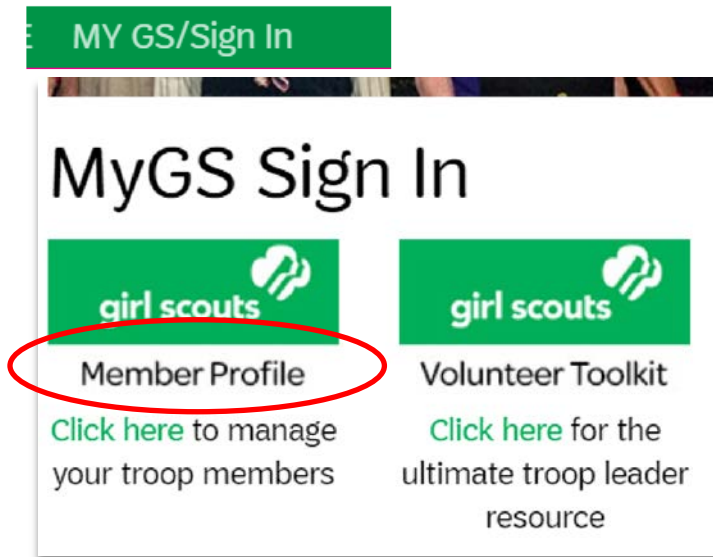 MY GS/Sign In
MyGS Sign In
girl scouts
Member Profile
Click here to manage
your troop members
girl scouts
Volunteer Toolkit
Click here for the
ultimate troop leader
resource